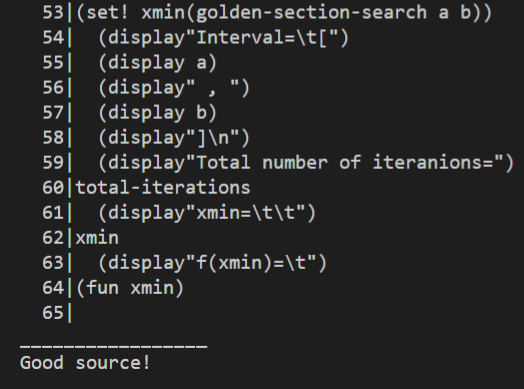 53|(set! xmin(golden-section-search a b))
54|  (display"Interval=\t[")
55|  (display a)
56|  (display" , ")
57|  (display b)
58|  (display"]\n")
59|  (display"Total number of iteranions=")
60|total-iterations
61|  (display"xmin=\t\t")
62|xmin
63|  (display"f(xmin)=\t")
64|(fun xmin)
65|
_________________
Good source!